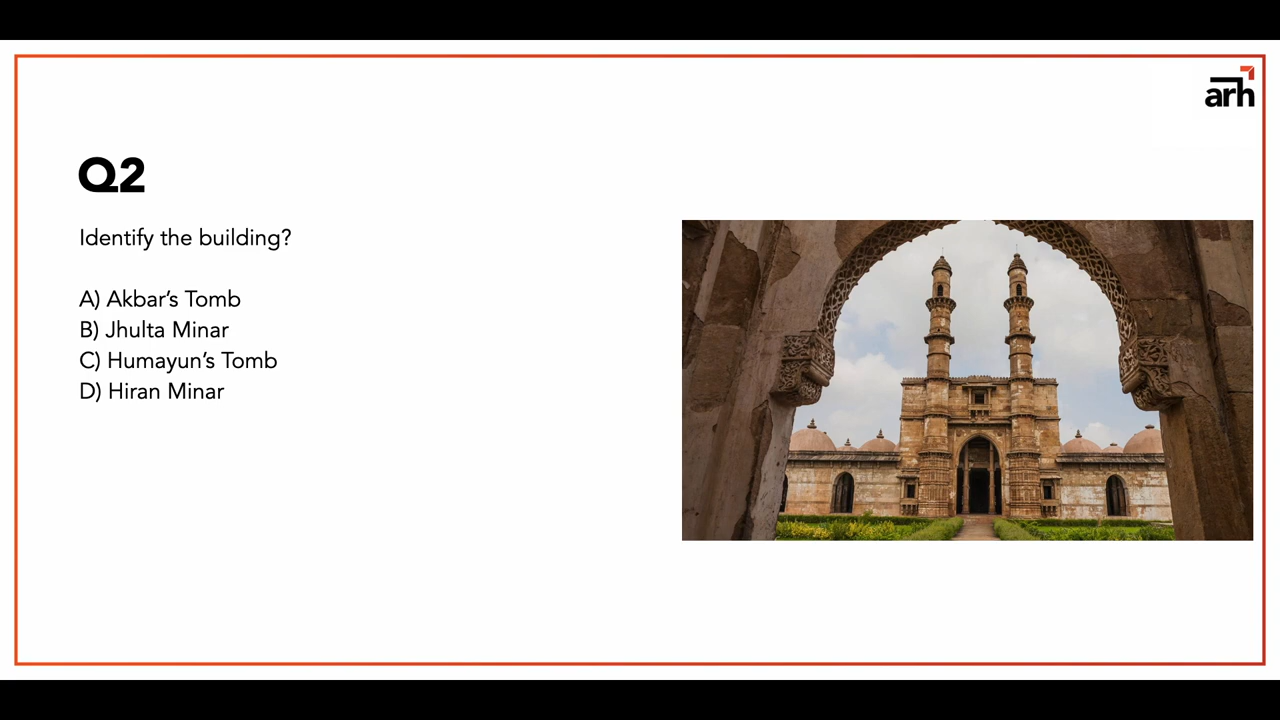 arh
Q2
Identify the building?
A) Akbar’s Tomb
B) Jhulta Minar
C) Humayun’s Tomb
D) Hiran Minar